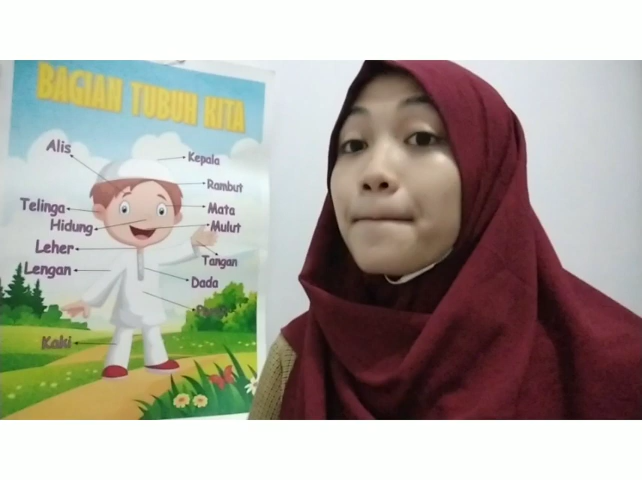 BAGIAN TUBUH KITA
Alis
Kepala
Rambut
Telinga
Mata
Hidung
Mulut
Leher
Tangan
Lengan
Dada
Kaki